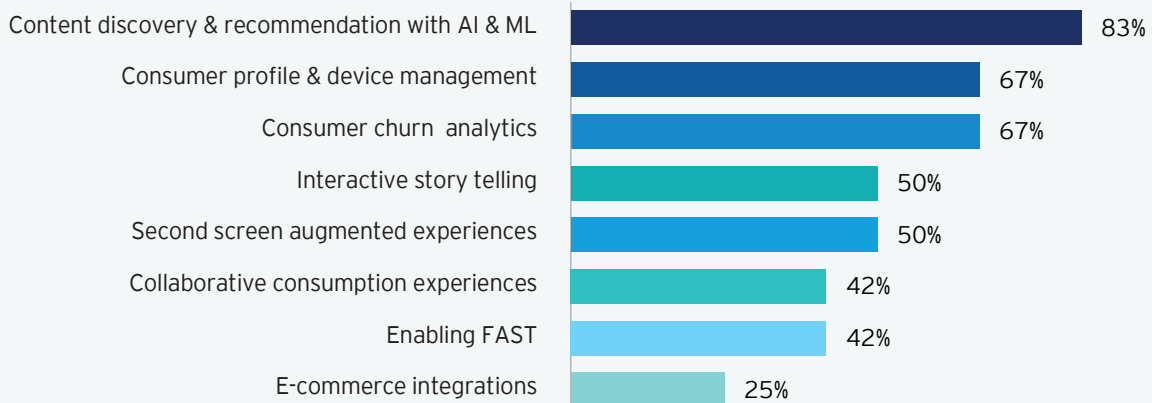 Content discovery & recommendation with AI & ML 83%
Consumer profile & device management 67%
Consumer churn analytics 67%
Interactive story telling 50%
Second screen augmented experiences 50%
Collaborative consumption experiences 42%
Enabling FAST 42%
E-commerce integrations 25%